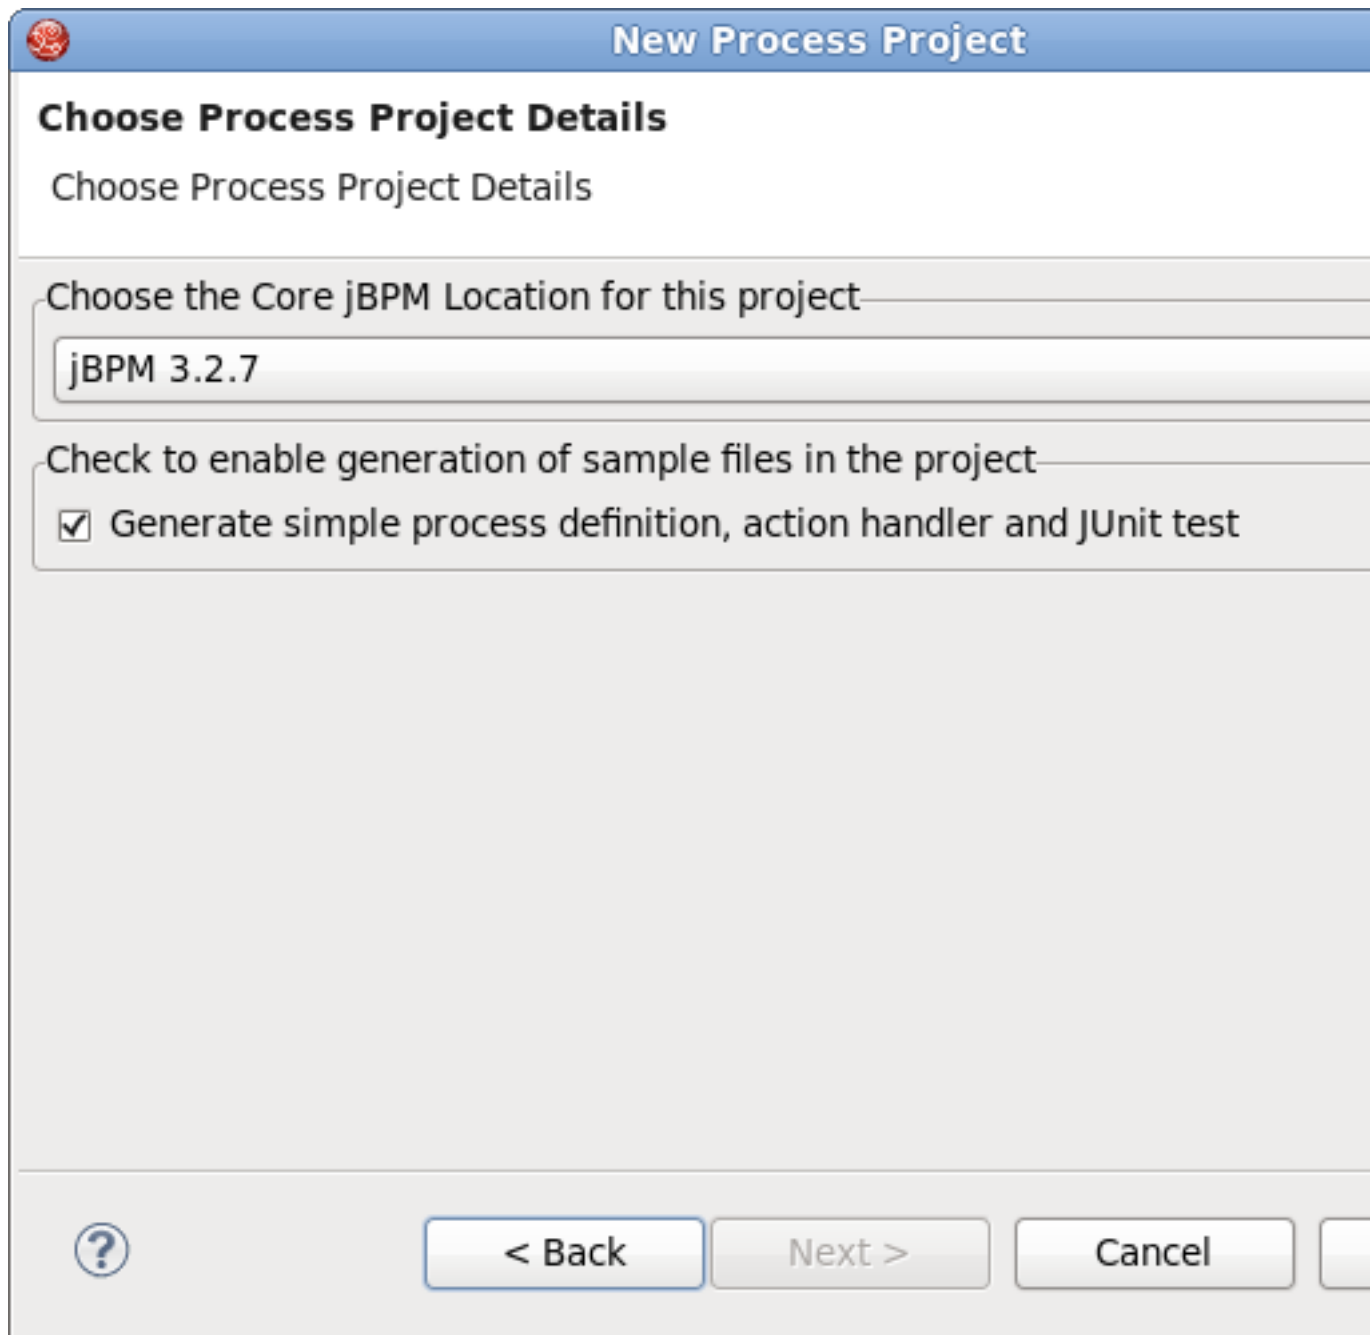 New Process Project
Choose Process Project Details
Choose Process Project Details
Choose the Core jBPM Location for this project
jBPM 3.2.7
Check to enable generation of sample files in the project
Generate simple process definition, action handler and JUnit test
?
< Back
Next >
Cancel